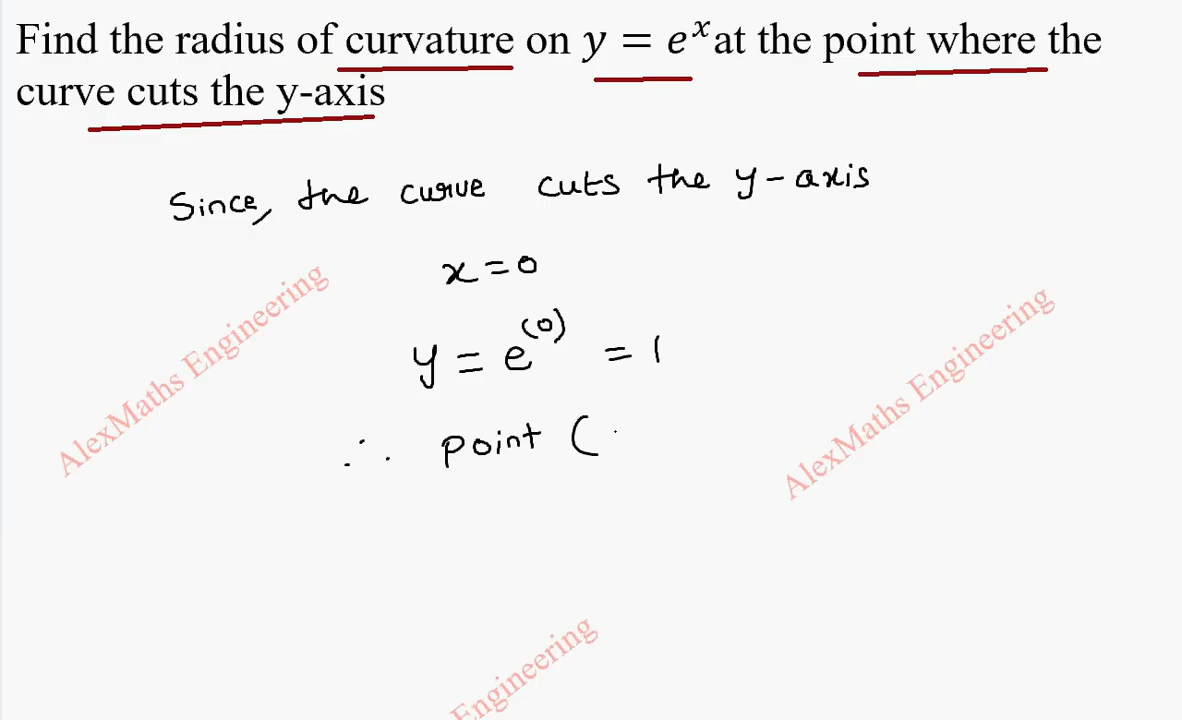 Find the radius of curvature on y = eˣ at the point where the
curve cuts the y-axis
Since, the curve cuts the y-axis
x=0
AlexMaths Engineering
AlexMaths Engineering
y = e⁽⁰⁾ = 1
∴ point (
Engineering